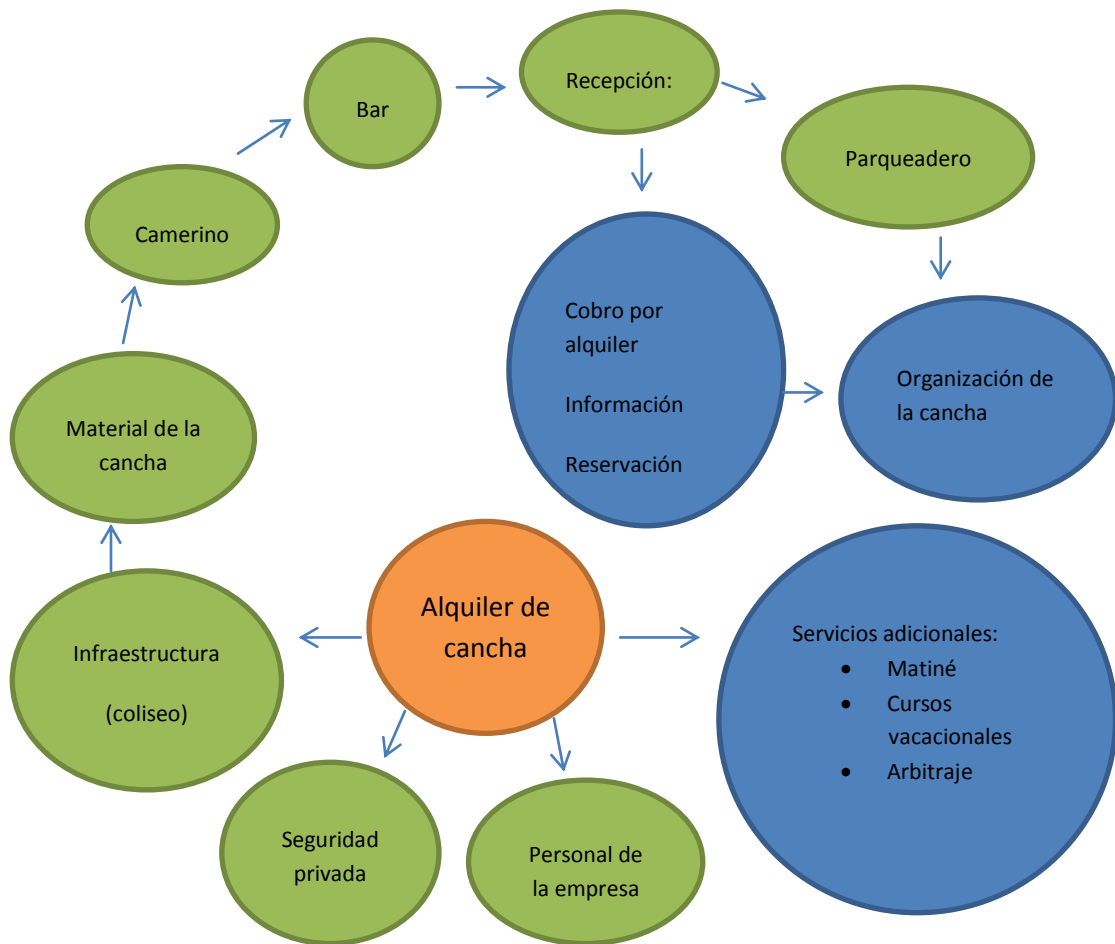 Bar
Recepción:
Parqueadero
Camerino
Cobro por
alquiler
Información
Reservación
Organización de
la cancha
Material de la
cancha
Alquiler de
cancha
Infraestructura
(coliseo)
Servicios adicionales:
• Matiné
• Cursos
vacacionales
• Arbitraje
Seguridad
privada
Personal de
la empresa